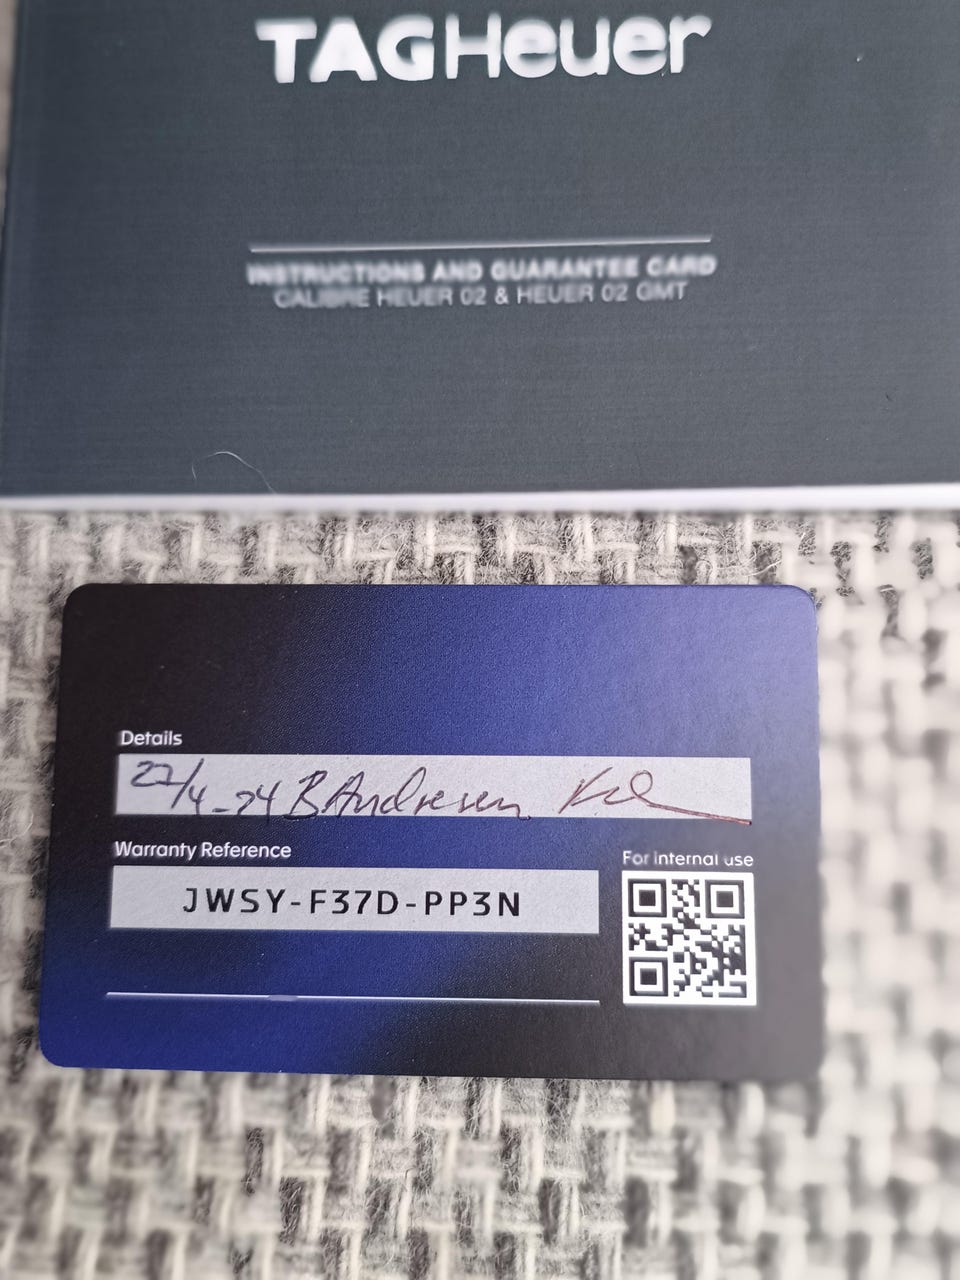 TAGHeuer
INSTRUCTIONS AND GUARANTEE CARD
CALIBRE HEUER 02 & HEUER 02 GMT
Details
27/4-24 B Andresen
Warranty Reference
For internal use
JWSY-F37D-PP3N